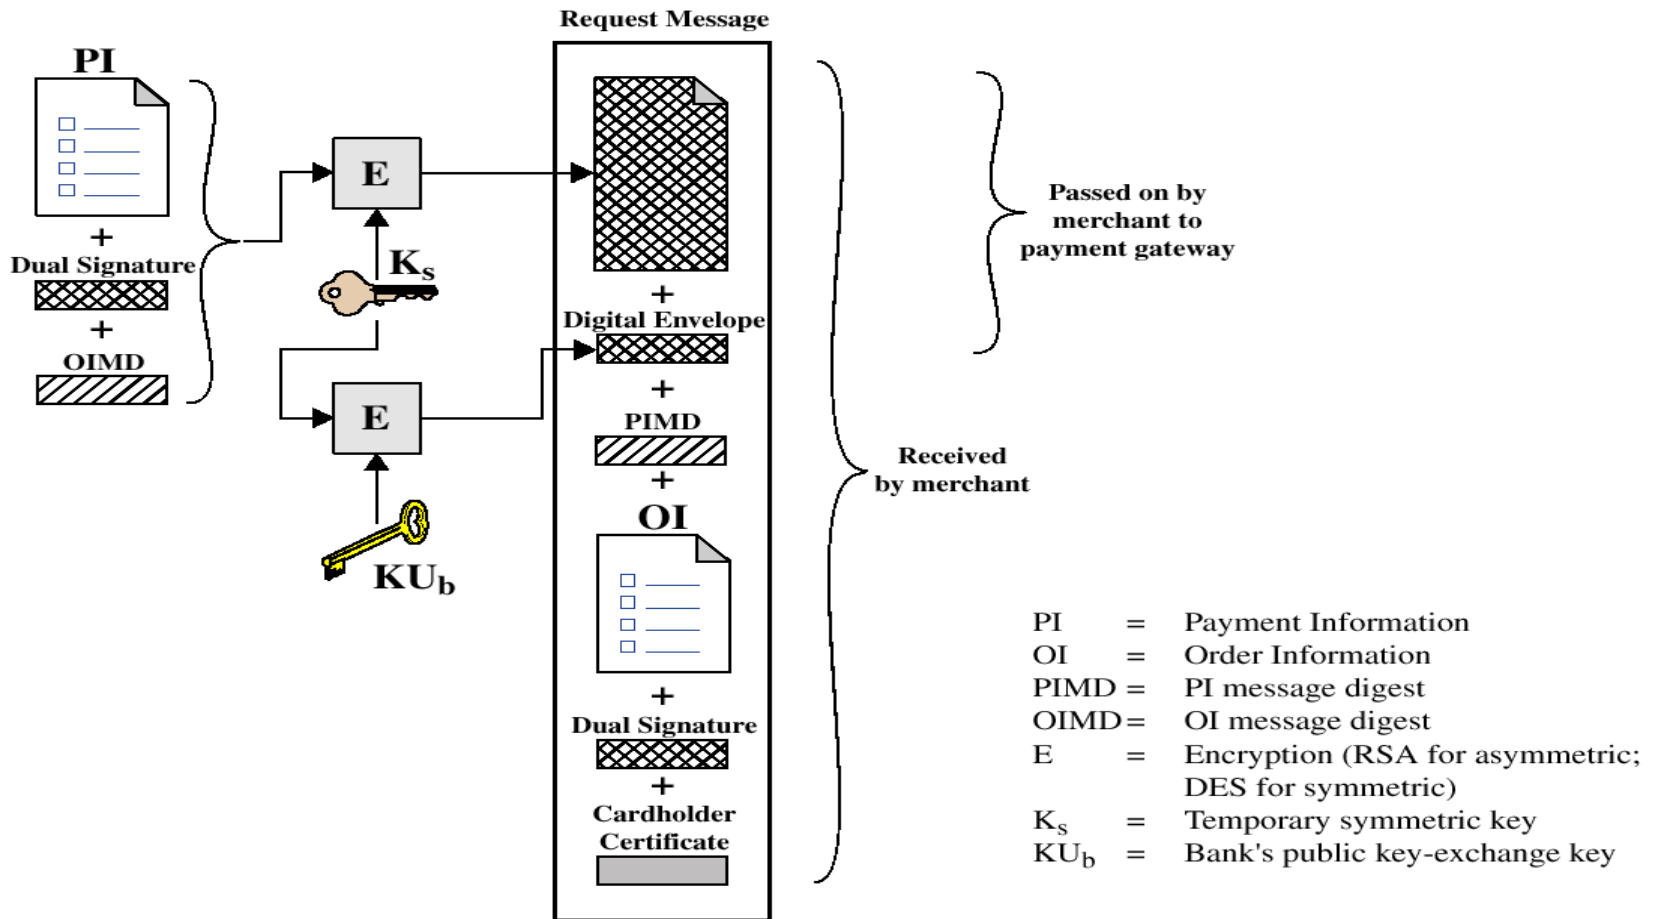 Request Message
PI
+
Dual Signature
+
OIMD
E
Ks
E
KUb
+
Digital Envelope
+
PIMD
+
OI
+
Dual Signature
+
Cardholder
Certificate
Passed on by
merchant to
payment gateway
Received
by merchant
PI = Payment Information
OI = Order Information
PIMD = PI message digest
OIMD = OI message digest
E = Encryption (RSA for asymmetric;
DES for symmetric)
Ks = Temporary symmetric key
KUb = Bank's public key-exchange key